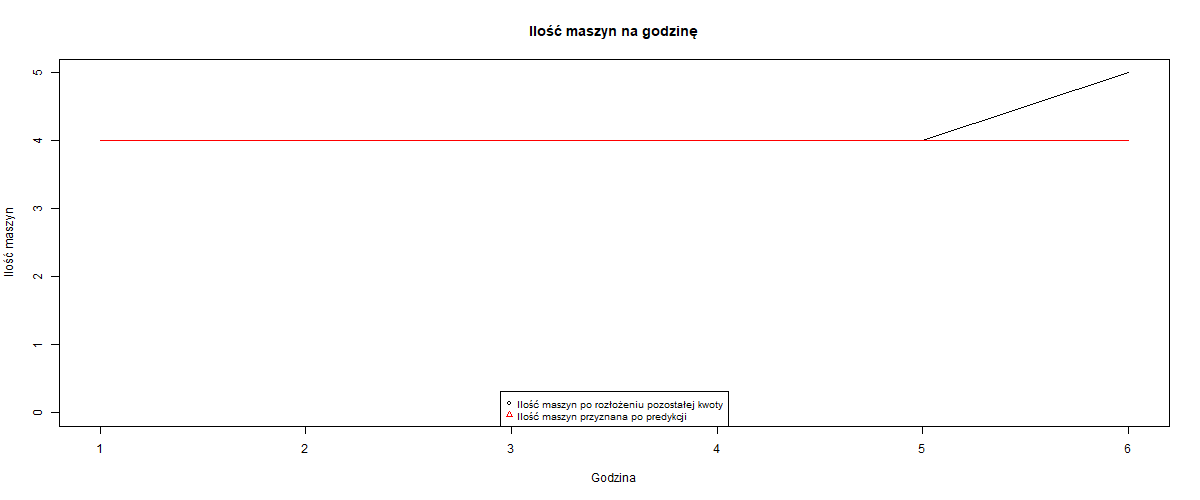 Ilość maszyn na godzinę
5
4
3
2
1
0
Ilość maszyn
Ilość maszyn po rozłożeniu pozostałej kwoty
Ilość maszyn przyznana po predykcji
1 2 3 4 5 6
Godzina